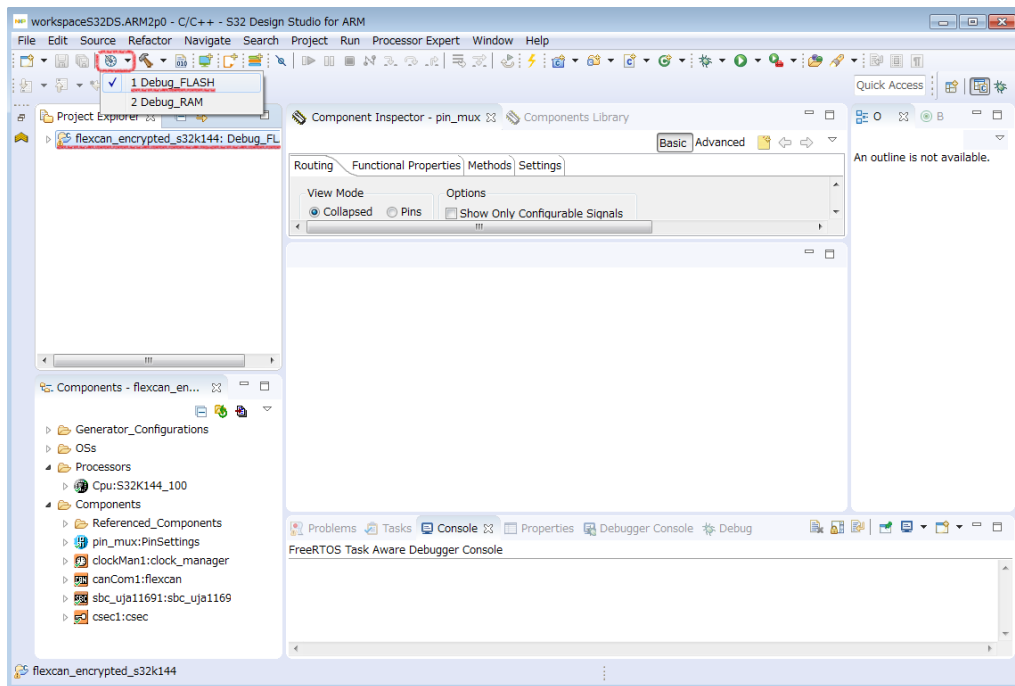 workspaceS32DS.ARM2p0 - C/C++ - S32 Design Studio for ARM
File Edit Source Refactor Navigate Search Project Run Processor Expert Window Help
1 Debug_FLASH
2 Debug_RAM
Quick Access
Project Explorer
flexcan_encrypted_s32k144: Debug_FL
Component Inspector - pin_mux
Components Library
Basic Advanced
Routing Functional Properties Methods Settings
View Mode
Options
Collapsed Pins
Show Only Configurable Signals
O
B
An outline is not available.
Components - flexcan_en...
Generator_Configurations
OSs
Processors
Cpu:S32K144_100
Components
Referenced_Components
pin_mux:PinSettings
clockMan1:clock_manager
canCom1:flexcan
sbc_uja11691:sbc_uja1169
csec1:csec
Problems Tasks Console Properties Debugger Console Debug
FreeRTOS Task Aware Debugger Console
flexcan_encrypted_s32k144